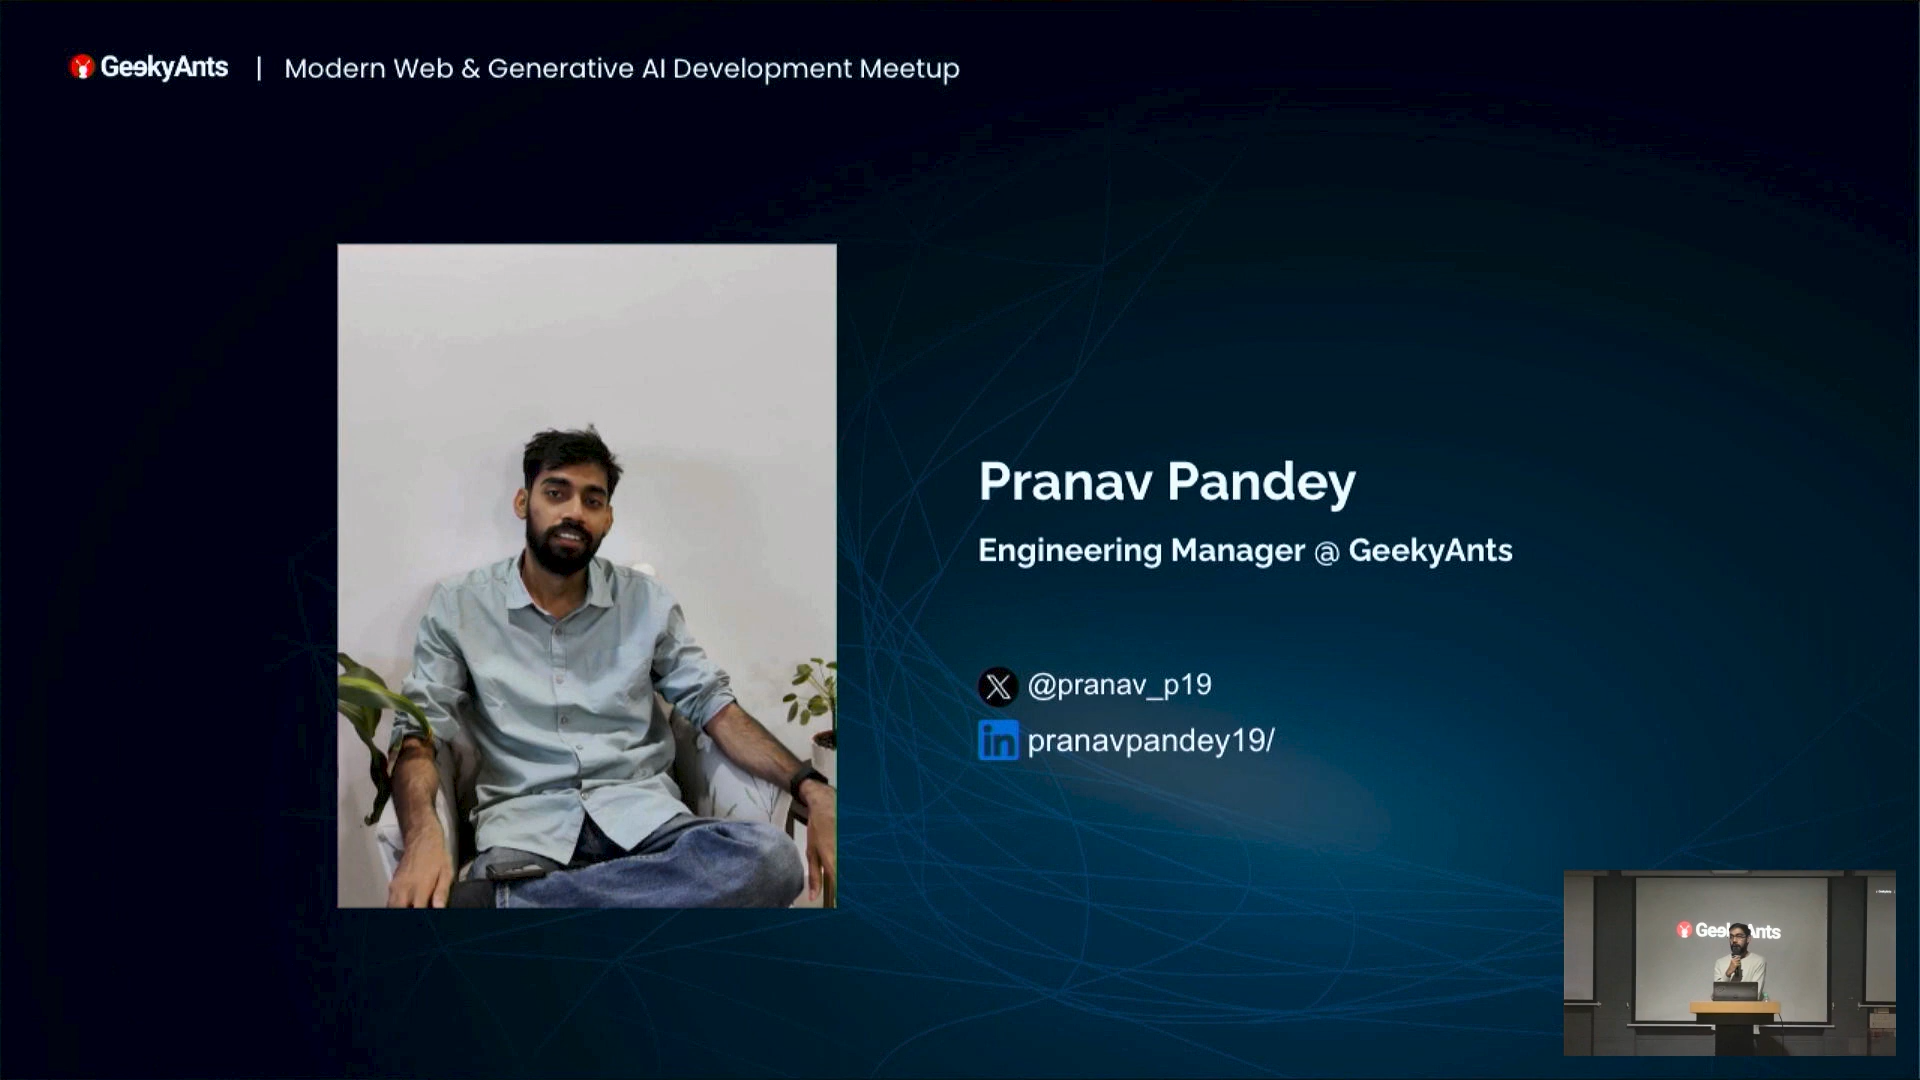 GeekyAnts | Modern Web & Generative AI Development Meetup
Pranav Pandey
Engineering Manager @ GeekyAnts
@pranav_p19
pranavpandey19/